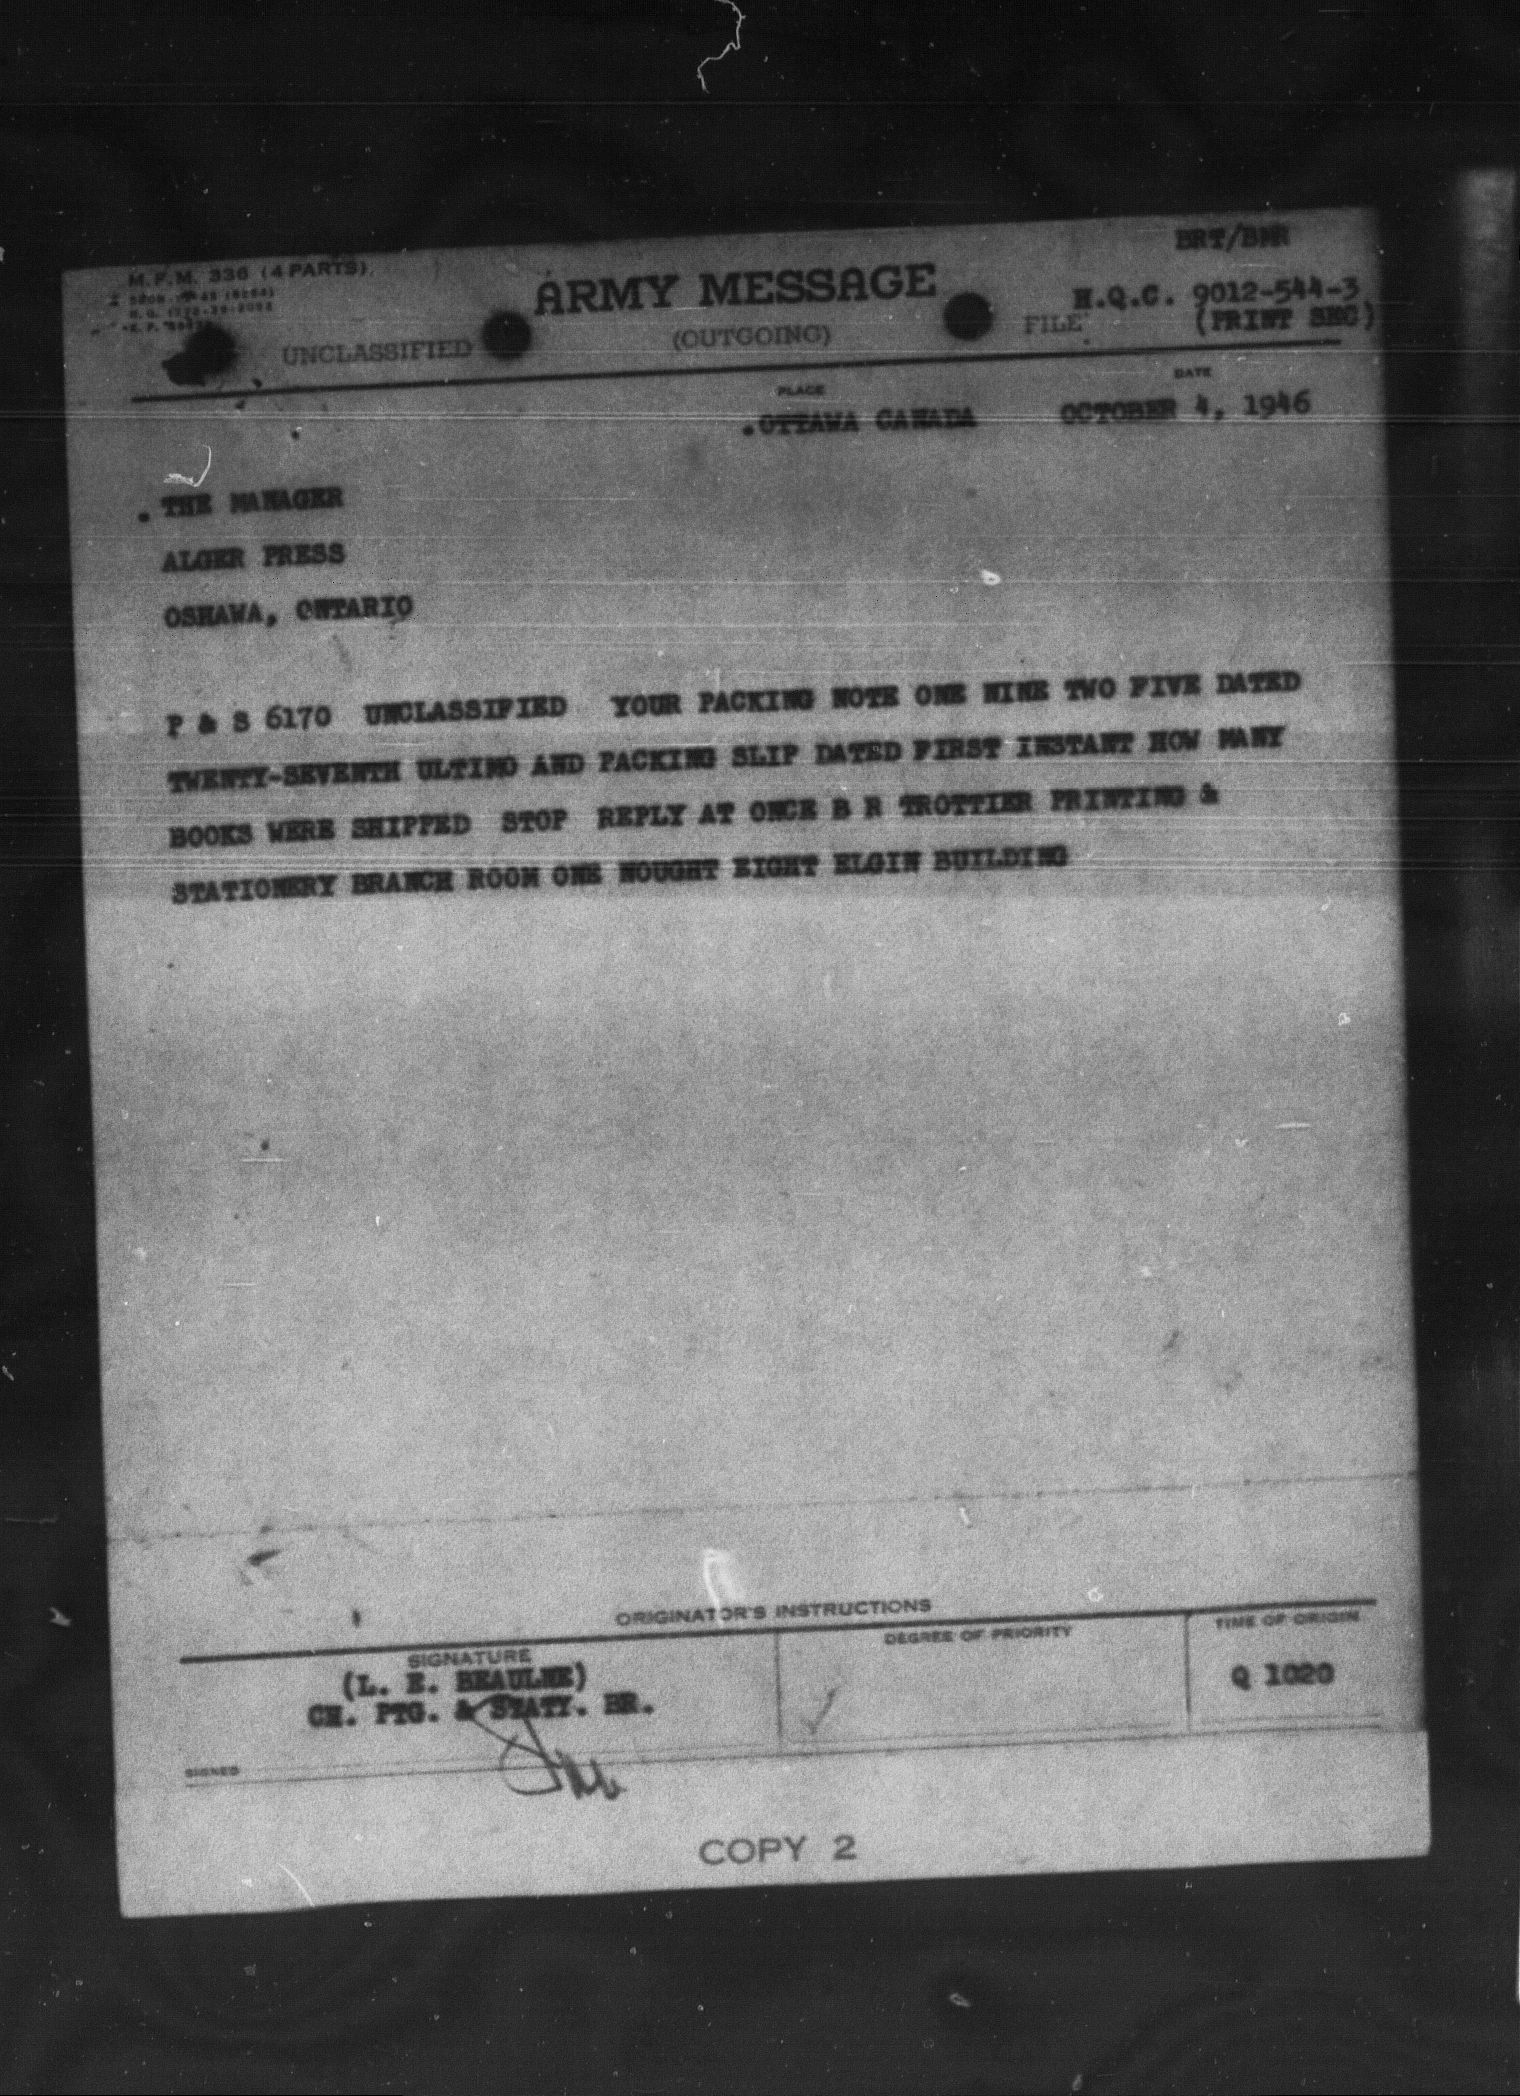 BRT/BMR
M.F.M. 336 (4 PARTS)
ARMY MESSAGE
H.Q.C. 9012-544-3
UNCLASSIFIED
(OUTGOING)
FILE
(PRINT SEC)
PLACE
DATE
OTTAWA CANADA OCTOBER 4, 1946
THE MANAGER
ALGER PRESS
OSHAWA, ONTARIO
P & S 6170 UNCLASSIFIED YOUR PACKING NOTE ONE NINE TWO FIVE DATED
TWENTY-SEVENTH ULTIMO AND PACKING SLIP DATED FIRST INSTANT HOW MANY
BOOKS WERE SHIPPED STOP REPLY AT ONCE B R TROTTIER PRINTING &
STATIONERY BRANCH ROOM ONE NOUGHT EIGHT ELGIN BUILDING
ORIGINATOR'S INSTRUCTIONS
SIGNATURE
DEGREE OF PRIORITY
TIME OF ORIGIN
(L. E. BEAULNE)
CH. PTG. & STATY. BR.
Q 1020
SIGNED
COPY 2